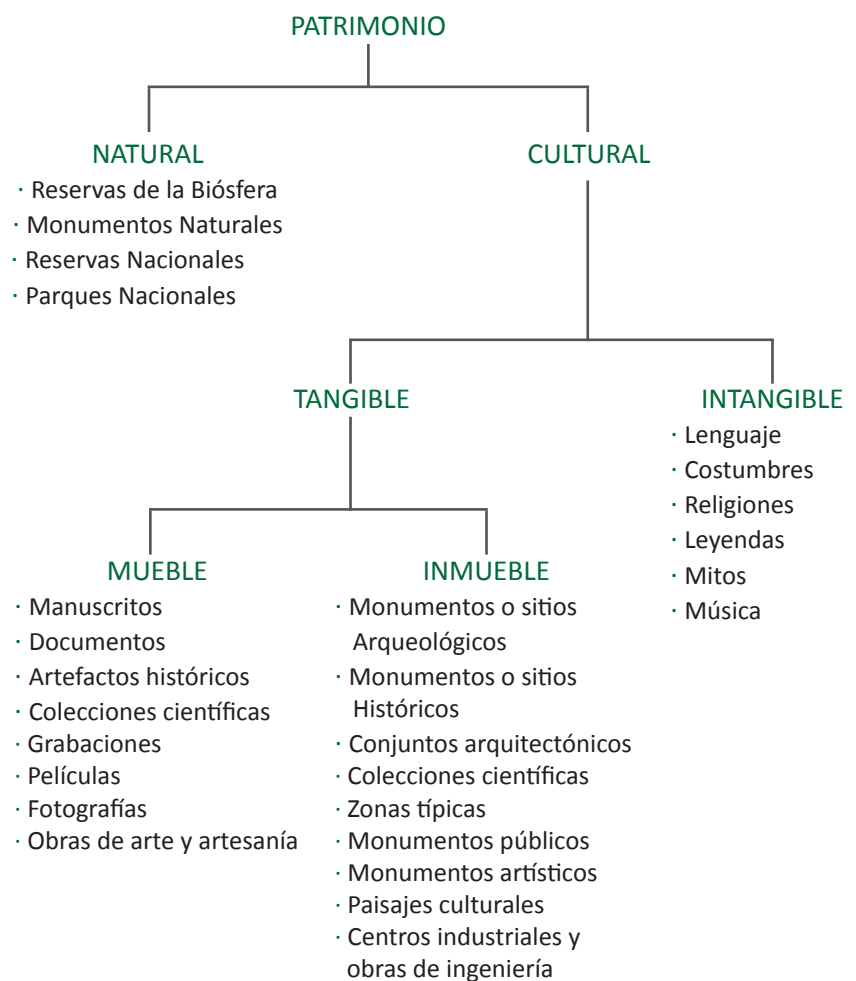 PATRIMONIO
NATURAL
· Reservas de la Biósfera
· Monumentos Naturales
· Reservas Nacionales
· Parques Nacionales
CULTURAL
TANGIBLE
MUEBLE
· Manuscritos
· Documentos
· Artefactos históricos
· Colecciones científicas
· Grabaciones
· Películas
· Fotografías
· Obras de arte y artesanía
INMUEBLE
· Monumentos o sitios
Arqueológicos
· Monumentos o sitios
Históricos
· Conjuntos arquitectónicos
· Colecciones científicas
· Zonas típicas
· Monumentos públicos
· Monumentos artísticos
· Paisajes culturales
· Centros industriales y
obras de ingeniería
INTANGIBLE
· Lenguaje
· Costumbres
· Religiones
· Leyendas
· Mitos
· Música